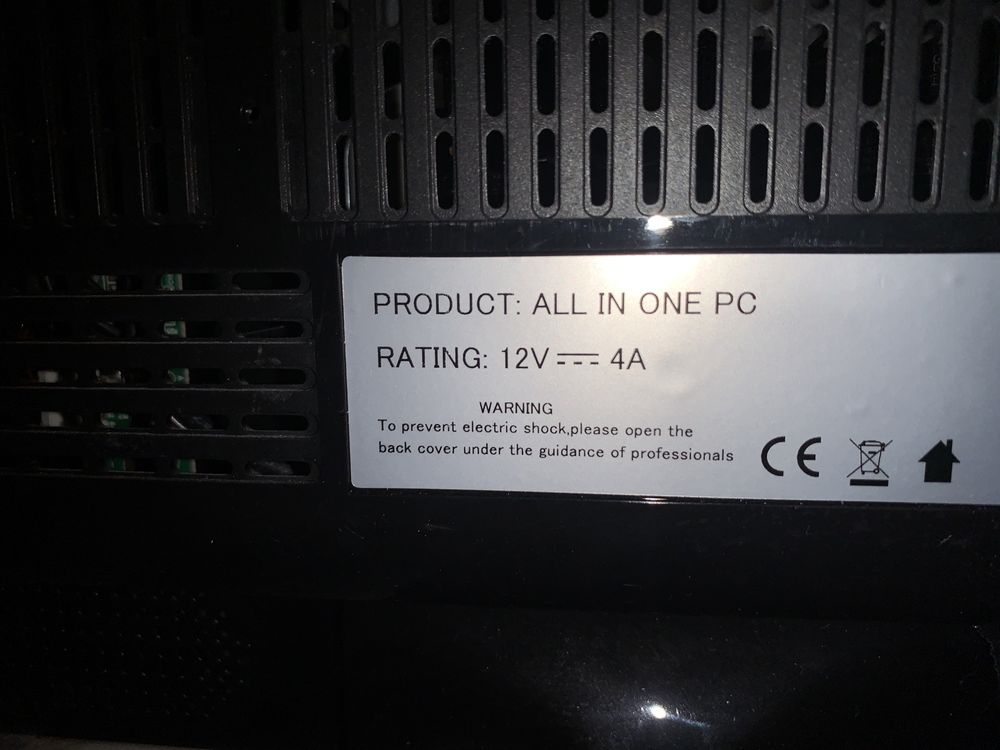 PRODUCT: ALL IN ONE PC
RATING: 12V ⎓ 4A
WARNING
To prevent electric shock,please open the
back cover under the guidance of professionals
CE